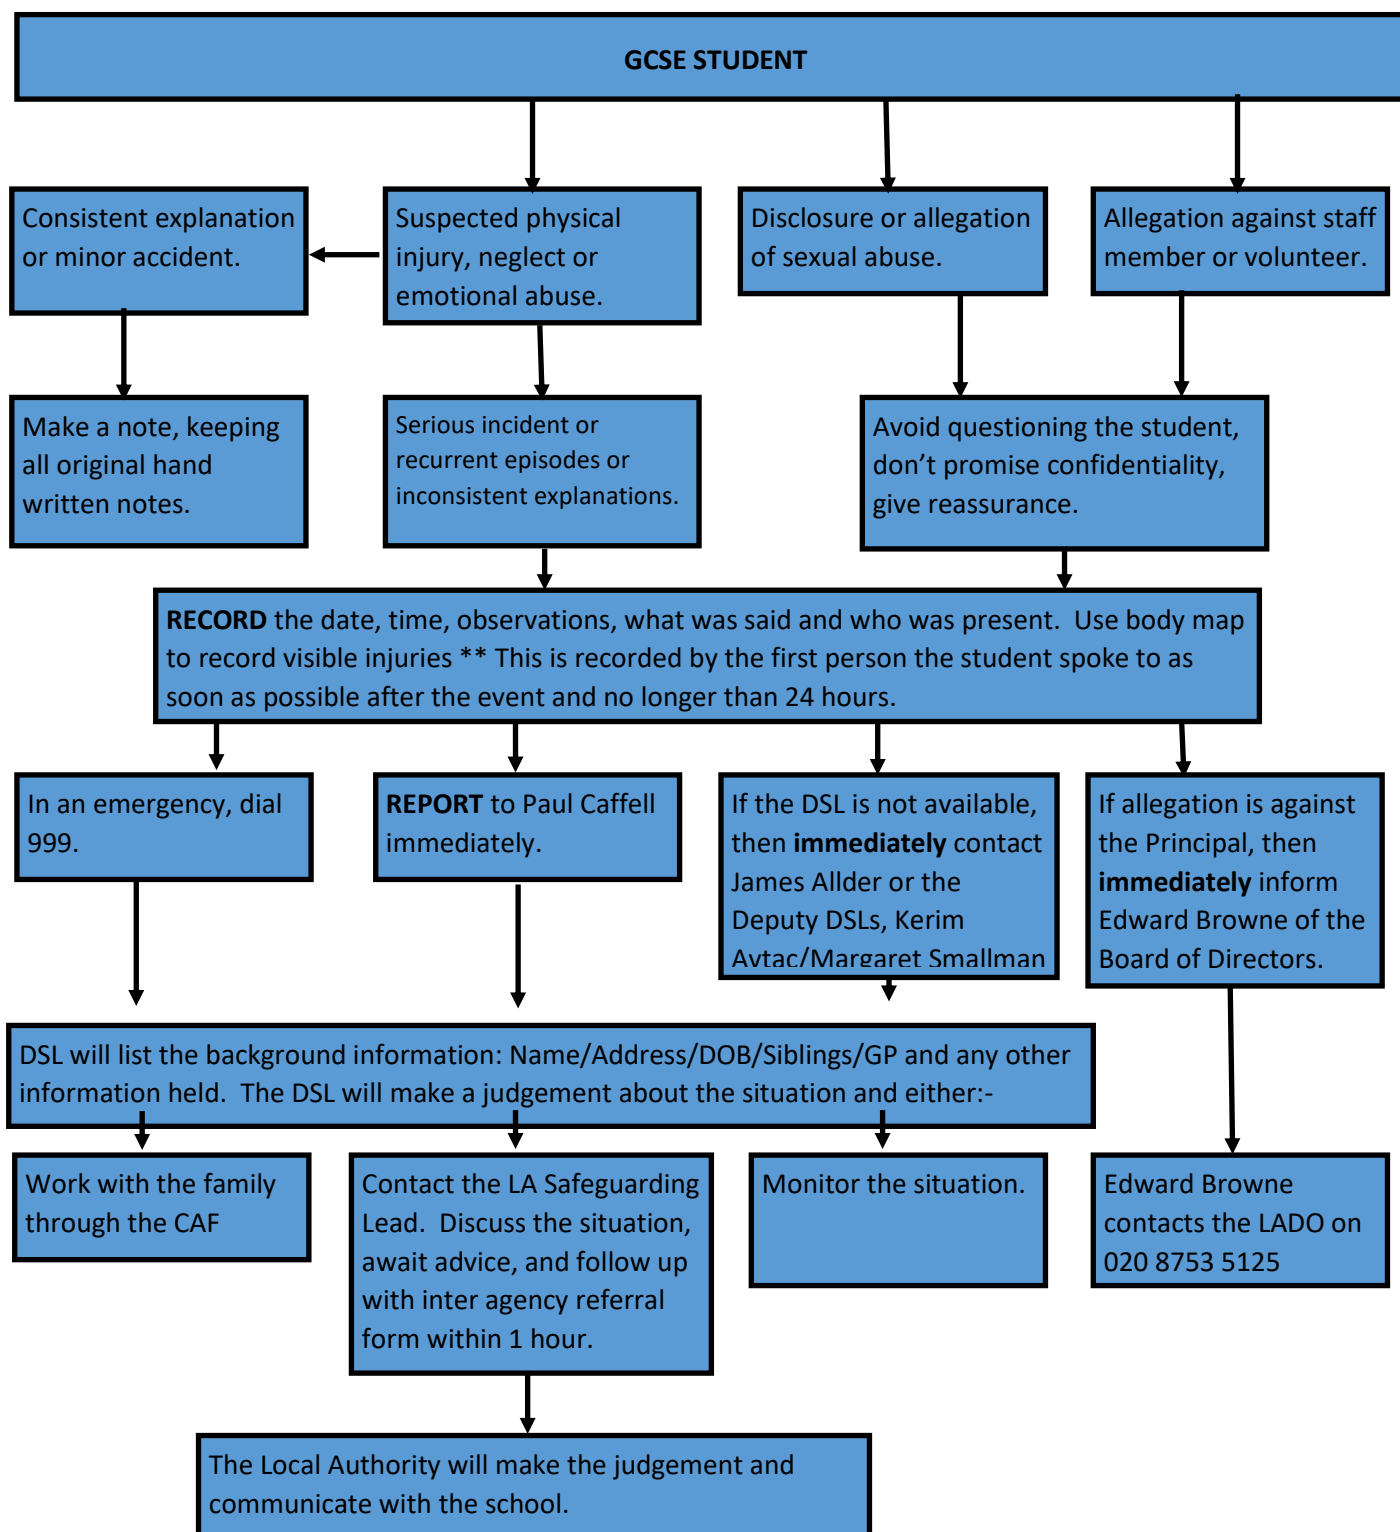 GCSE STUDENT
Consistent explanation
or minor accident.
Suspected physical
injury, neglect or
emotional abuse.
Disclosure or allegation
of sexual abuse.
Allegation against staff
member or volunteer.
Make a note, keeping
all original hand
written notes.
Serious incident or
recurrent episodes or
inconsistent explanations.
Avoid questioning the student,
don’t promise confidentiality,
give reassurance.
RECORD the date, time, observations, what was said and who was present.  Use body map
to record visible injuries ** This is recorded by the first person the student spoke to as
soon as possible after the event and no longer than 24 hours.
In an emergency, dial
999.
REPORT to Paul Caffell
immediately.
If the DSL is not available,
then immediately contact
James Allder or the
Deputy DSLs, Kerim
Aytac/Margaret Smallman
If allegation is against
the Principal, then
immediately inform
Edward Browne of the
Board of Directors.
DSL will list the background information: Name/Address/DOB/Siblings/GP and any other
information held.  The DSL will make a judgement about the situation and either:-
Work with the family
through the CAF
Contact the LA Safeguarding
Lead.  Discuss the situation,
await advice, and follow up
with inter agency referral
form within 1 hour.
Monitor the situation.
Edward Browne
contacts the LADO on
020 8753 5125
The Local Authority will make the judgement and
communicate with the school.